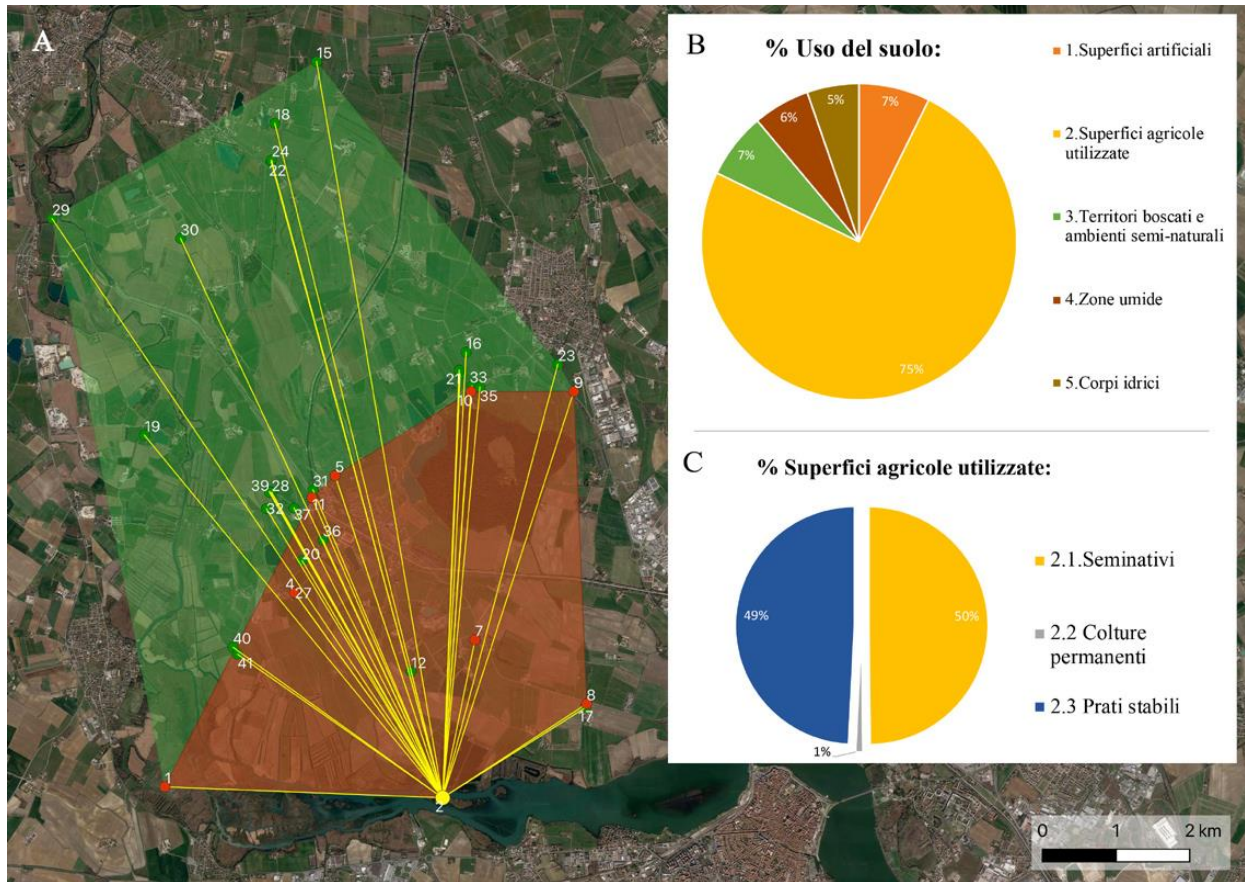 A
15
18
24
22
29
30
16
23
21
33
10
35
9
19
5
39 28
31
11
32
37
36
20
4
27
40
41
7
12
8
17
1
2
0 1 2 km
B
% Uso del suolo:
5%
7%
6%
7%
75%
1.Superfici artificiali
2.Superfici agricole
utilizzate
3.Territori boscati e
ambienti semi-naturali
4.Zone umide
5.Corpi idrici
C
% Superfici agricole utilizzate:
49%
50%
1%
2.1.Seminativi
2.2 Colture
permanenti
2.3 Prati stabili